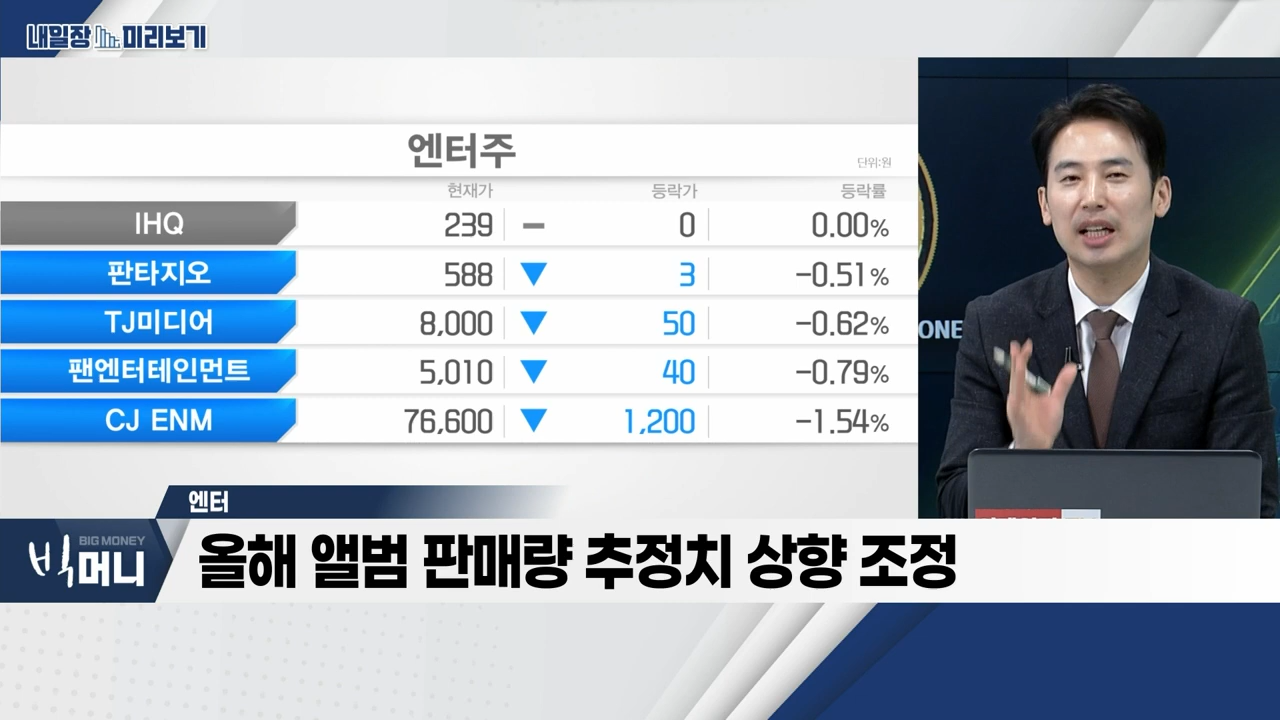 내일장 미리보기
엔터주
단위:원
현재가 등락가 등락률
IHQ 239 - 0 0.00%
판타지오 588 ▼ 3 -0.51%
TJ미디어 8,000 ▼ 50 -0.62%
팬엔터테인먼트 5,010 ▼ 40 -0.79%
CJ ENM 76,600 ▼ 1,200 -1.54%
ONE
엔터
BIG MONEY
빅머니
올해 앨범 판매량 추정치 상향 조정